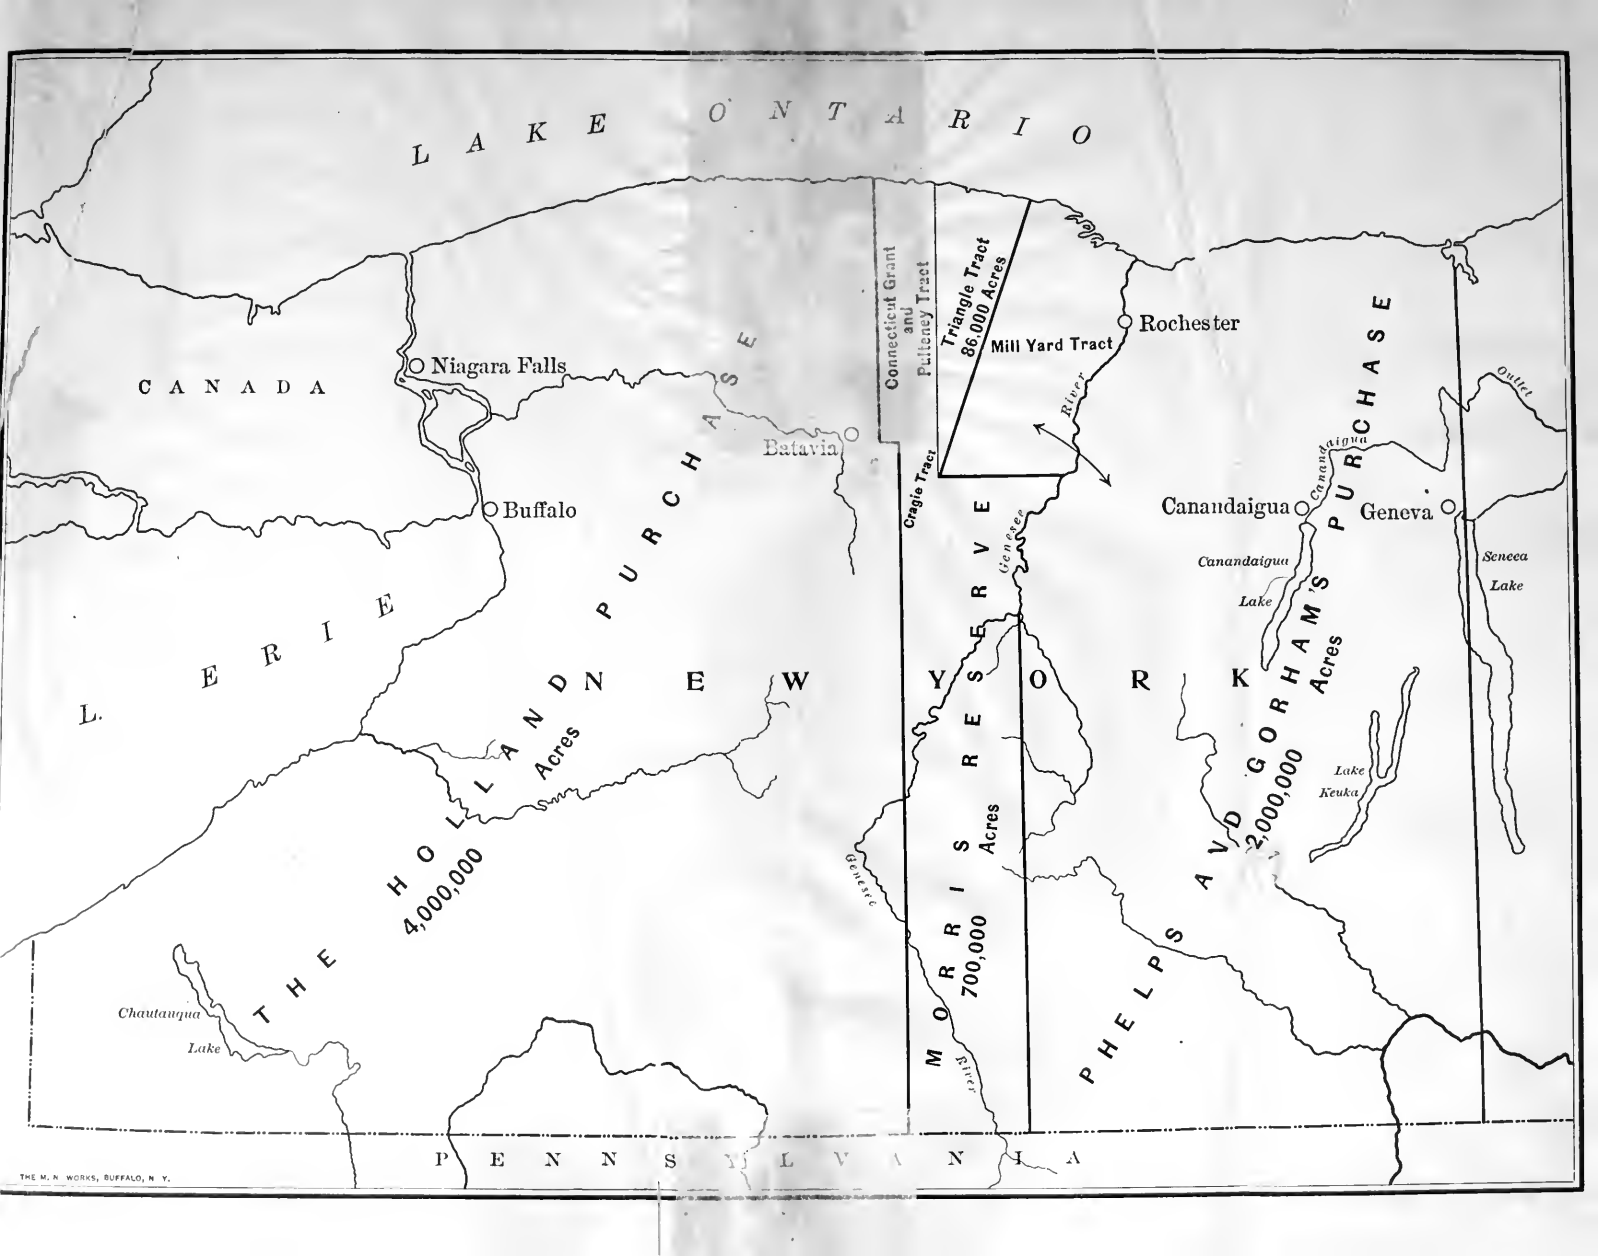 LAKE ONTARIO
CANADA
Niagara Falls
Buffalo
Batavia
Rochester
Canandaigua
Geneva
Connecticut Grant
and
Pulteney Tract
Triangle Tract
86,000 Acres
Mill Yard Tract
River
Cragie Tract
Genesee
Canandaigua
Outlet
Canandaigua
Lake
Seneca
Lake
L. ERIE
NEW YORK
THE HOLLAND PURCHASE
4,000,000 Acres
MORRIS RESERVE
700,000 Acres
PHELPS AVD GORHAM'S PURCHASE
2,000,000 Acres
Lake
Keuka
Genesee
River
Chautauqua
Lake
PENNSYLVANIA
THE M. N. WORKS, BUFFALO, N. Y.